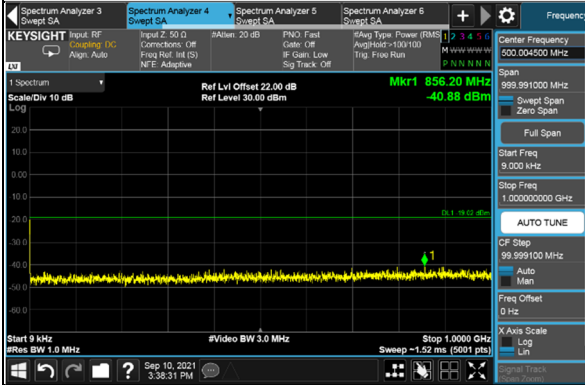 Spectrum Analyzer 3
Swept SA
Spectrum Analyzer 4
Swept SA
Spectrum Analyzer 5
Swept SA
Spectrum Analyzer 6
Swept SA
Frequency
KEYSIGHT
Input: RF
Coupling: DC
Align: Auto
Input Z: 50 Ω
Corrections: Off
Freq Ref: Int (S)
NFE: Adaptive
#Atten: 20 dB
PNO: Fast
Gate: Off
IF Gain: Low
Sig Track: Off
#Avg Type: Power (RMS
Avg|Hold:>100/100
Trig: Free Run
1 2 3 4 5 6
M W W W W W
P N N N N N
LXI
1 Spectrum
Scale/Div 10 dB
Log
Ref Lvl Offset 22.00 dB
Ref Level 30.00 dBm
Mkr1 856.20 MHz
-40.88 dBm
20.0
10.0
0.00
-10.0
-20.0
-30.0
-40.0
-50.0
-60.0
DL1 -19.02 dBm
1
Start 9 kHz
#Res BW 1.0 MHz
#Video BW 3.0 MHz
Stop 1.0000 GHz
Sweep ~1.52 ms (5001 pts)
Center Frequency
500.004500 MHz
Span
999.991000 MHz
Swept Span
Zero Span
Full Span
Start Freq
9.000 kHz
Stop Freq
1.000000000 GHz
AUTO TUNE
CF Step
99.999100 MHz
Auto
Man
Freq Offset
0 Hz
X Axis Scale
Log
Lin
Signal Track
(Span Zoom)
?
Sep 10, 2021
3:38:31 PM